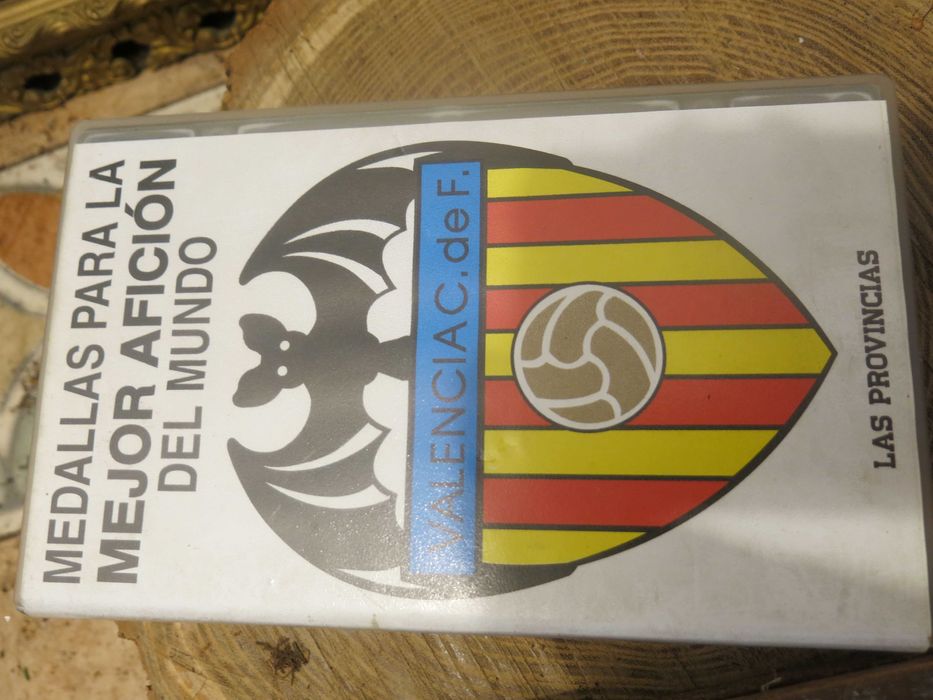 MEDALLAS PARA LA
MEJOR AFICIÓN
DEL MUNDO
VALENCIA C. de F.
LAS PROVINCIAS